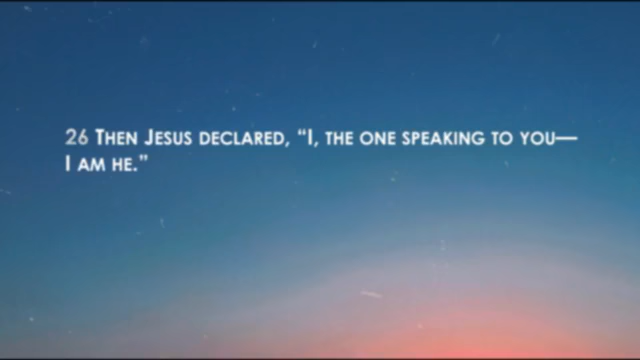 26 Then Jesus declared, “I, the one speaking to you—
I am he.”